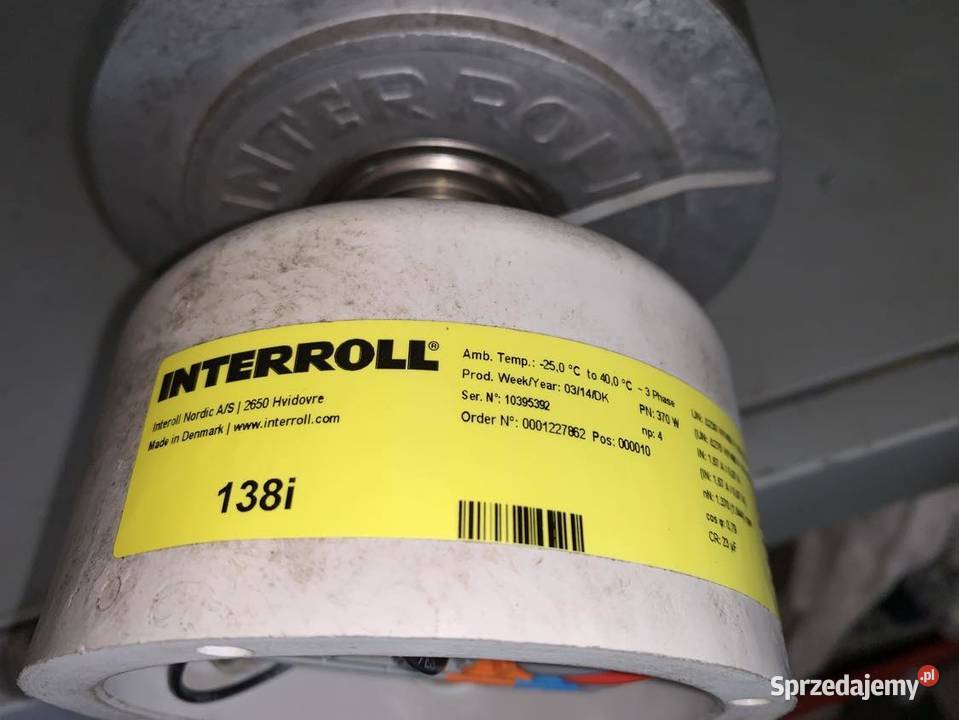 INTERROLL
INTERROLL®
Interoll Nordic A/S | 2650 Hvidovre
Made in Denmark | www.interroll.com
138i
Amb. Temp.: -25,0 °C to 40,0 °C ~ 3 Phase
Prod. Week/Year: 03/14/DK
PN: 370 W
Ser. N°: 10395392
np: 4
Order N°: 0001227862 Pos: 000010
cos φ: 0,79
CR: 23 µF
Sprzedajemy.pl